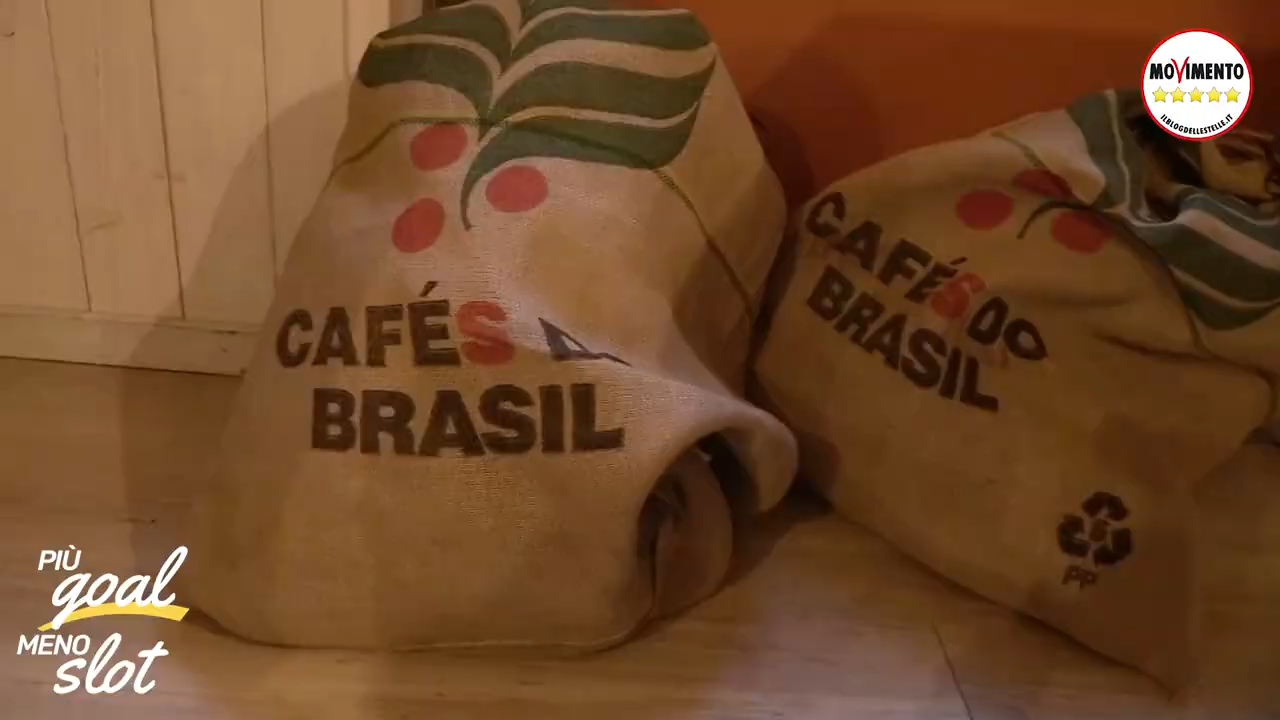 MOVIMENTO
ILBLOGDELLESTELLE.IT
CAFÉS
BRASIL
CAFÉS DO
BRASIL
PP
PIÙ
goal
MENO
slot